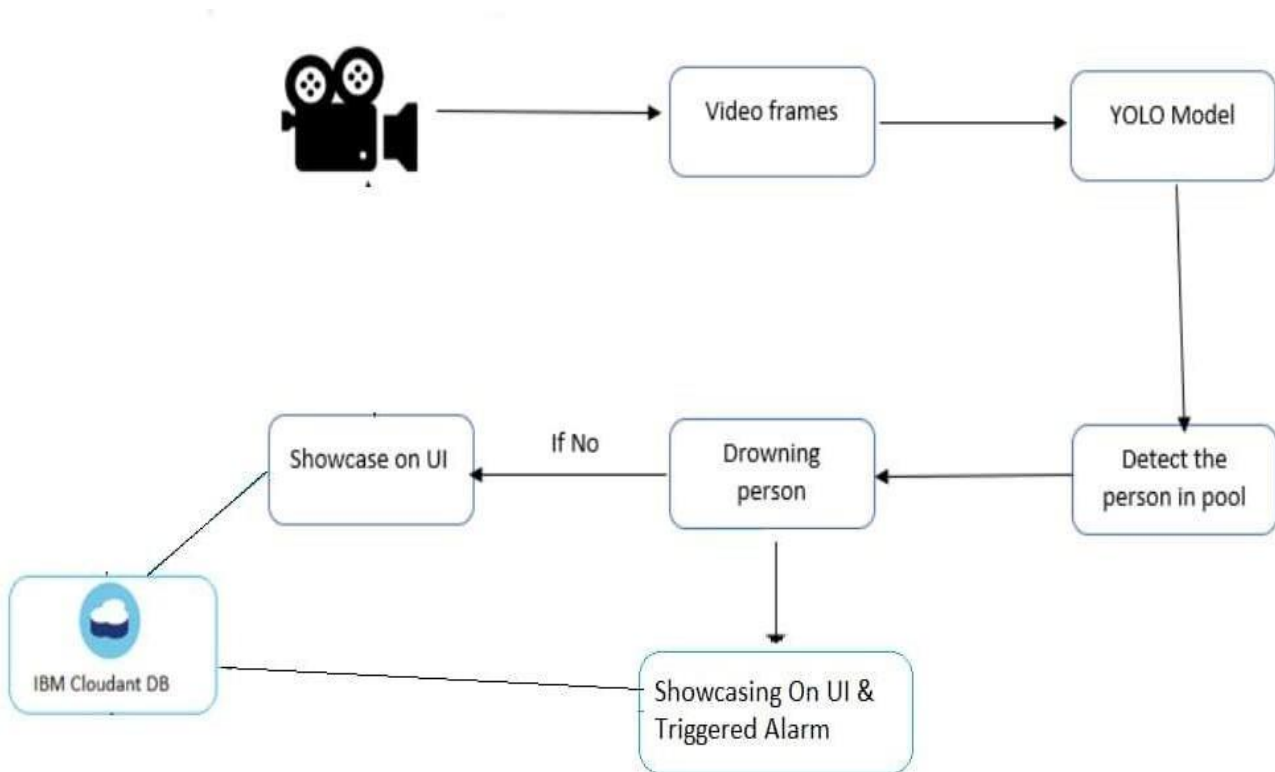 Video frames
YOLO Model
Showcase on UI
If No
Drowning
person
Detect the
person in pool
IBM Cloudant DB
Showcasing On UI &
Triggered Alarm